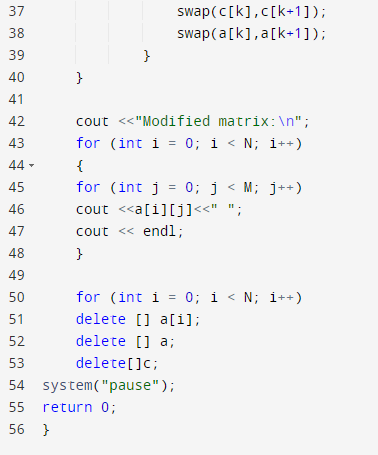 37 swap(c[k],c[k+1]);
38 swap(a[k],a[k+1]);
39 }
40 }
41
42 cout <<"Modified matrix:\n";
43 for (int i = 0; i < N; i++)
44 {
45 for (int j = 0; j < M; j++)
46 cout <<a[i][j]<<" ";
47 cout << endl;
48 }
49
50 for (int i = 0; i < N; i++)
51 delete [] a[i];
52 delete [] a;
53 delete[]c;
54 system("pause");
55 return 0;
56 }